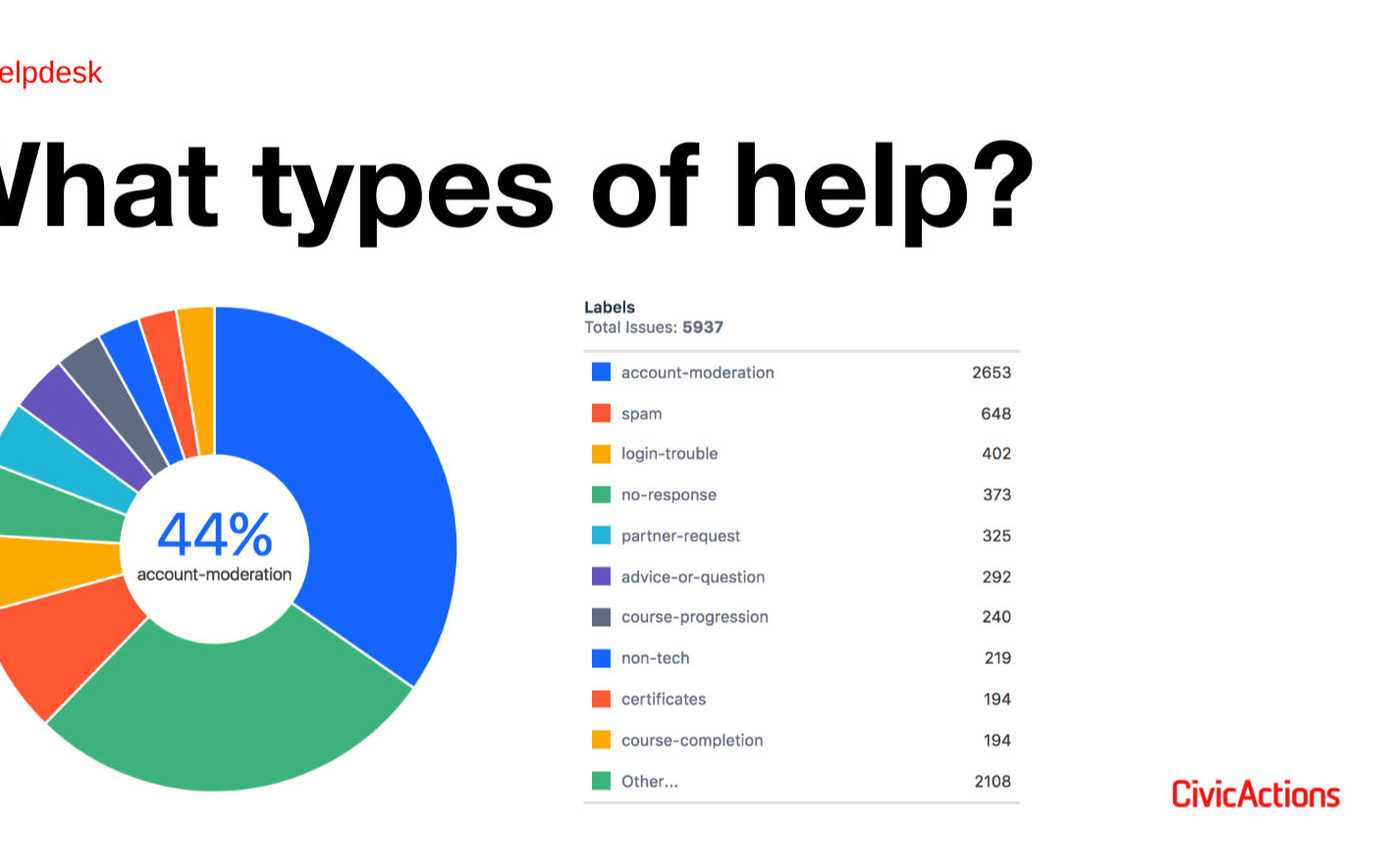 elpdesk
What types of help?
44%
account-moderation
Labels
Total Issues: 5937
account-moderation 2653
spam 648
login-trouble 402
no-response 373
partner-request 325
advice-or-question 292
course-progression 240
non-tech 219
certificates 194
course-completion 194
Other... 2108
CivicActions